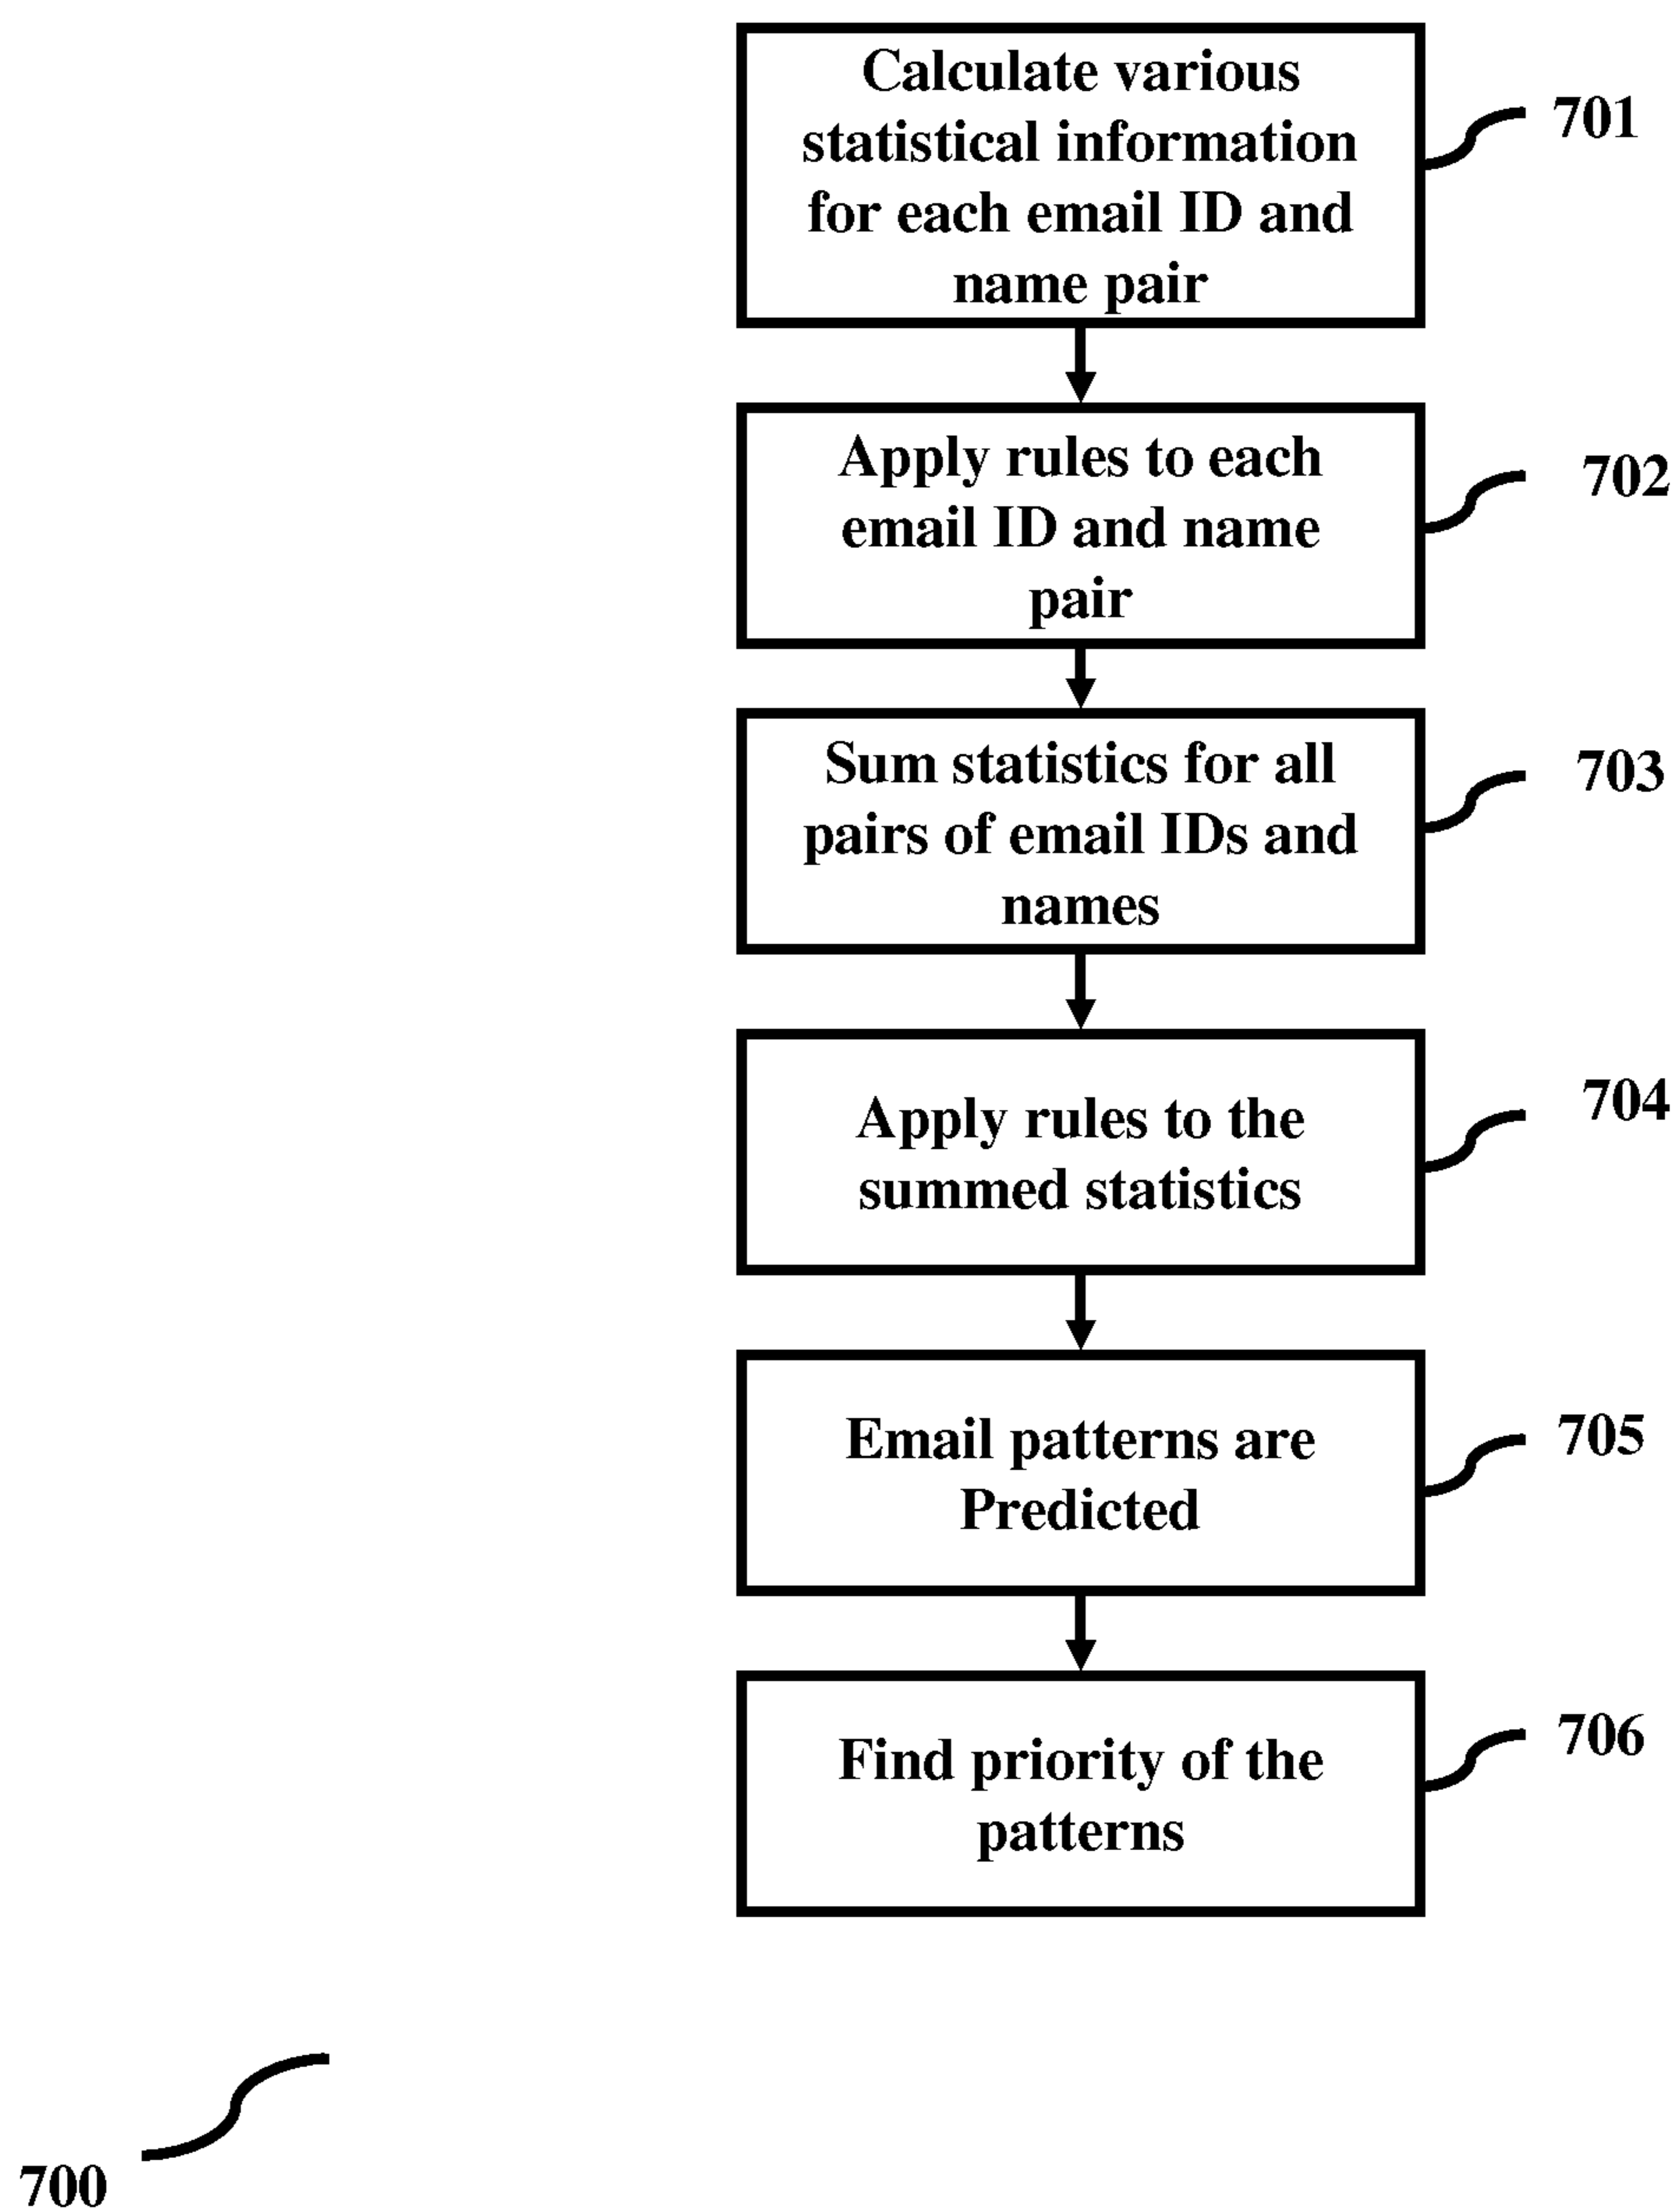 Calculate various
statistical information
for each email ID and
name pair
701
Apply rules to each
email ID and name
pair
702
Sum statistics for all
pairs of email IDs and
names
703
Apply rules to the
summed statistics
704
Email patterns are
Predicted
705
Find priority of the
patterns
706
700